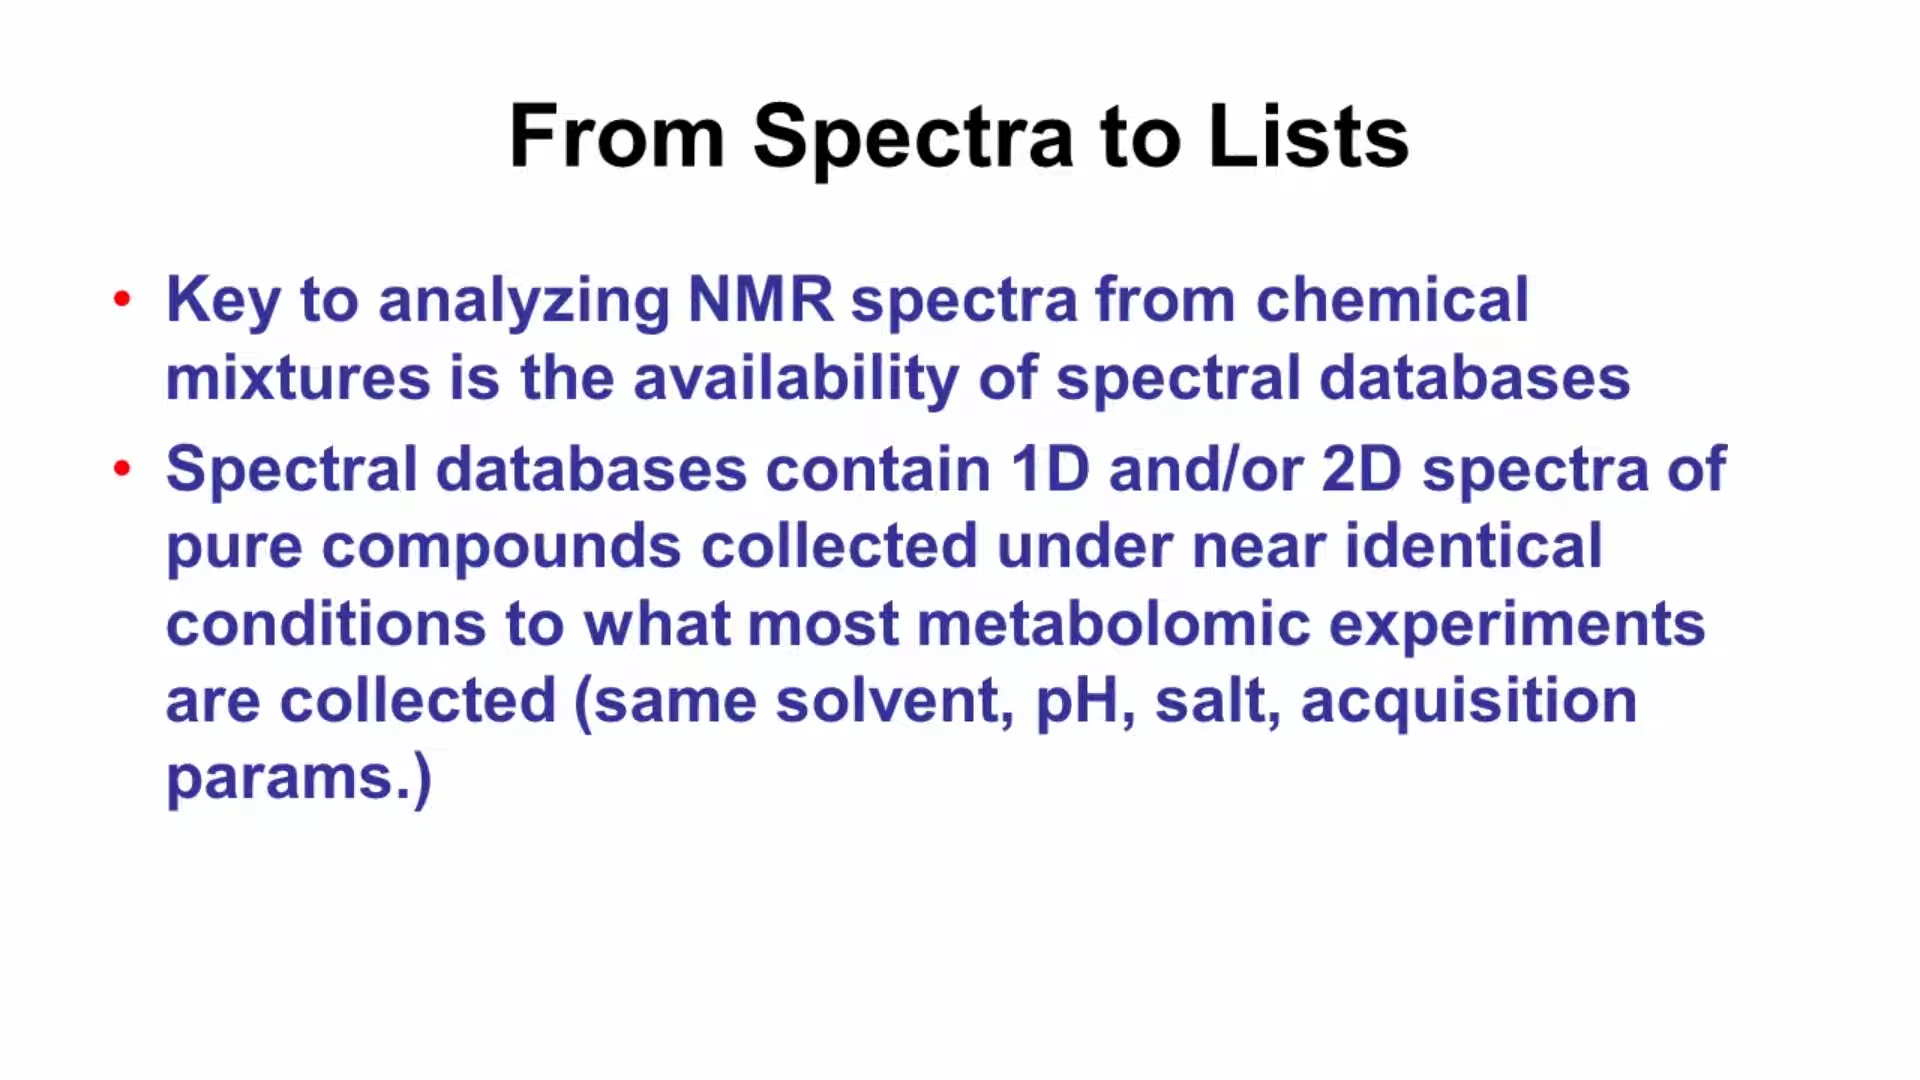 From Spectra to Lists
• Key to analyzing NMR spectra from chemical
mixtures is the availability of spectral databases
• Spectral databases contain 1D and/or 2D spectra of
pure compounds collected under near identical
conditions to what most metabolomic experiments
are collected (same solvent, pH, salt, acquisition
params.)